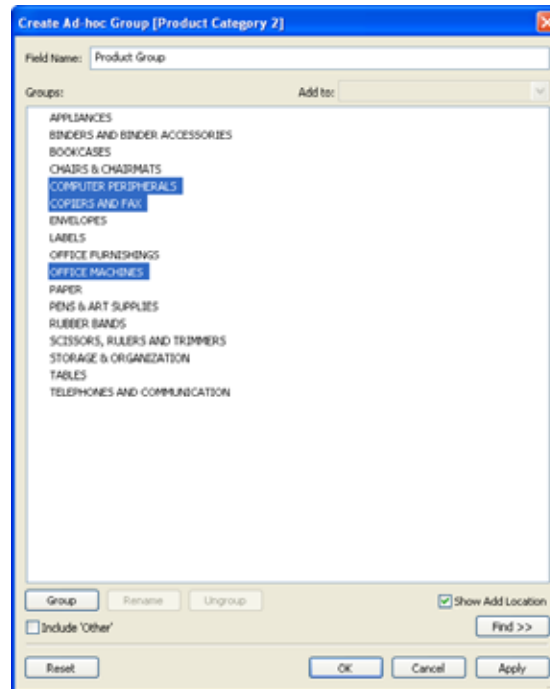 Create Ad-hoc Group [Product Category 2]
Field Name: Product Group
Groups: Add to:
APPLIANCES
BINDERS AND BINDER ACCESSORIES
BOOKCASES
CHAIRS & CHAIRMATS
COMPUTER PERIPHERALS
COPIERS AND FAX
ENVELOPES
LABELS
OFFICE FURNISHINGS
OFFICE MACHINES
PAPER
PENS & ART SUPPLIES
RUBBER BANDS
SCISSORS, RULERS AND TRIMMERS
STORAGE & ORGANIZATION
TABLES
TELEPHONES AND COMMUNICATION
Group Rename Ungroup Show Add Location
Include 'Other' Find >>
Reset OK Cancel Apply